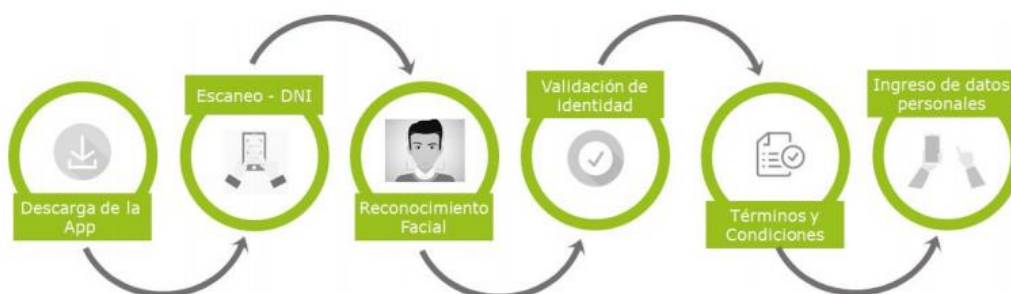 Descarga de la
App
Escaneo - DNI
Reconocimiento
Facial
Validación de
identidad
Términos y
Condiciones
Ingreso de datos
personales